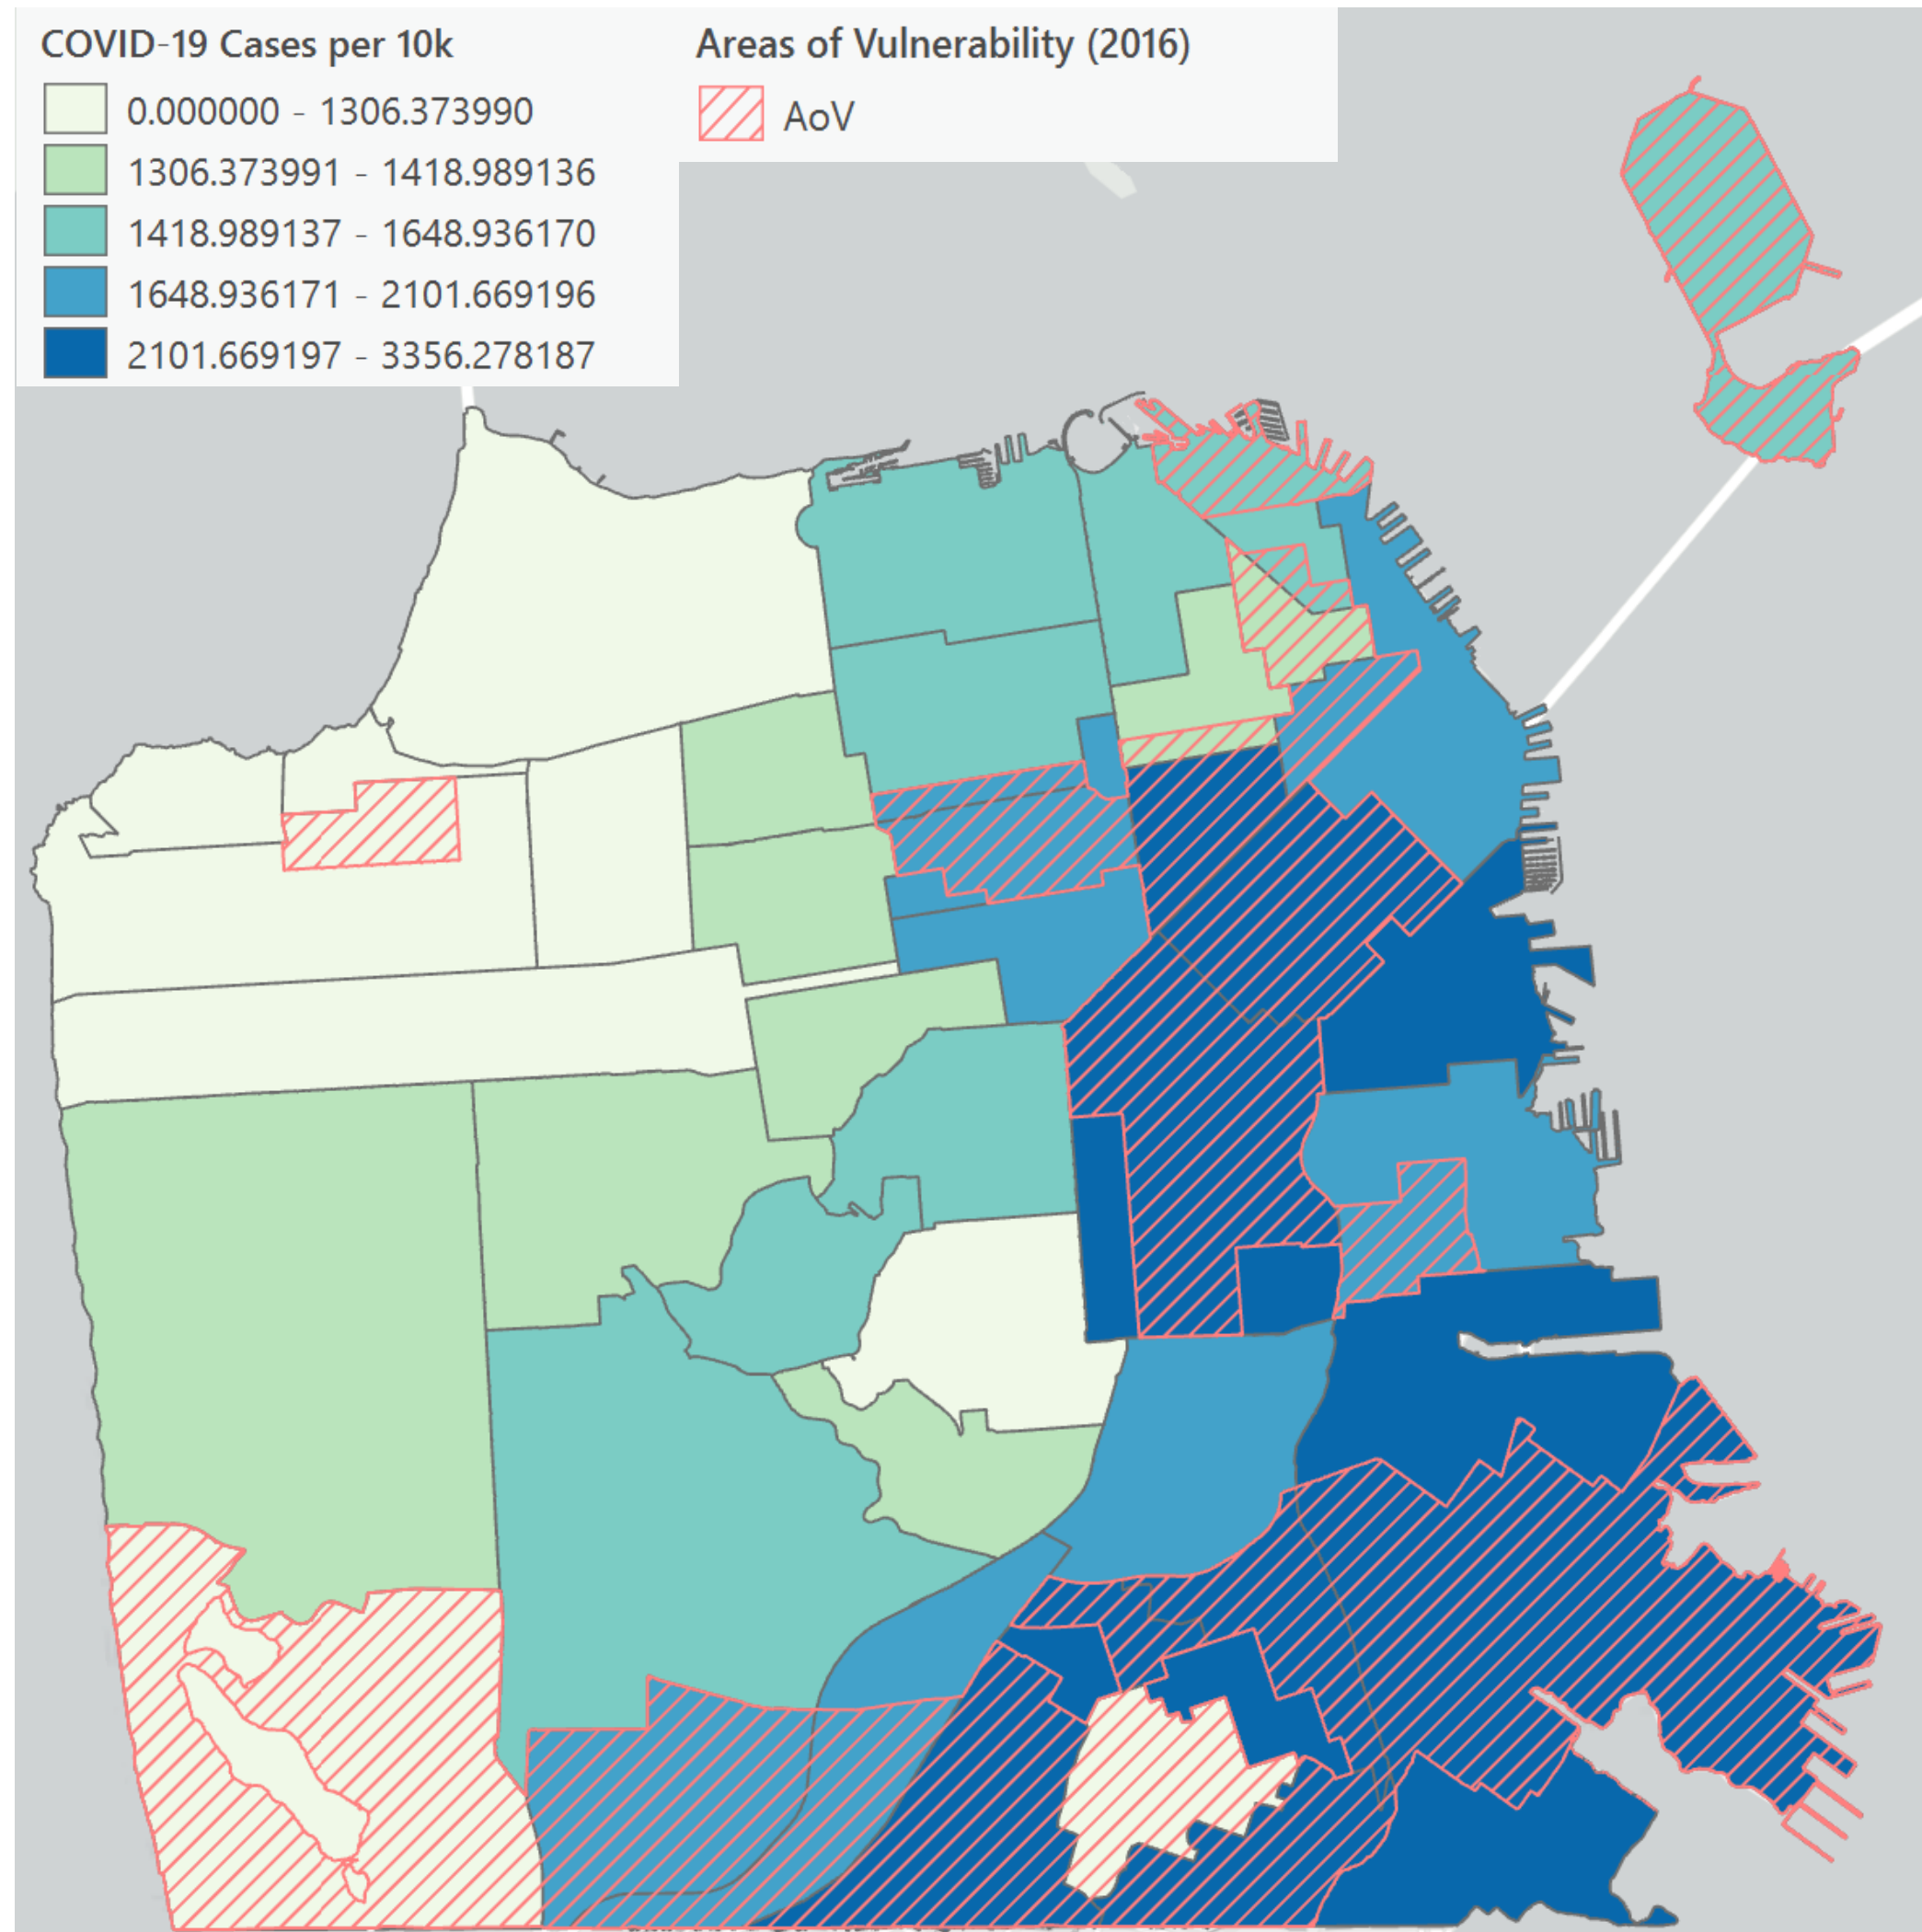 COVID-19 Cases per 10k
0.000000 - 1306.373990
1306.373991 - 1418.989136
1418.989137 - 1648.936170
1648.936171 - 2101.669196
2101.669197 - 3356.278187
Areas of Vulnerability (2016)
AoV